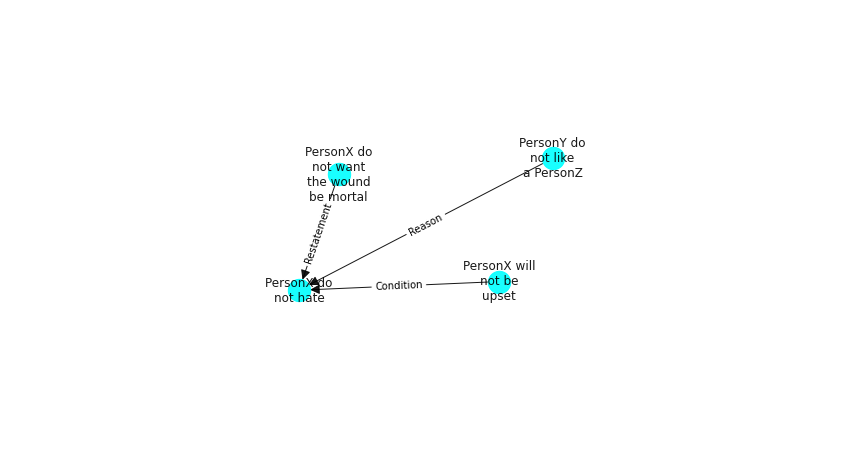 PersonX do
not want
the wound
be mortal
PersonY do
not like
a PersonZ
Restatement
Reason
PersonX do
not hate
Condition
PersonX will
not be
upset